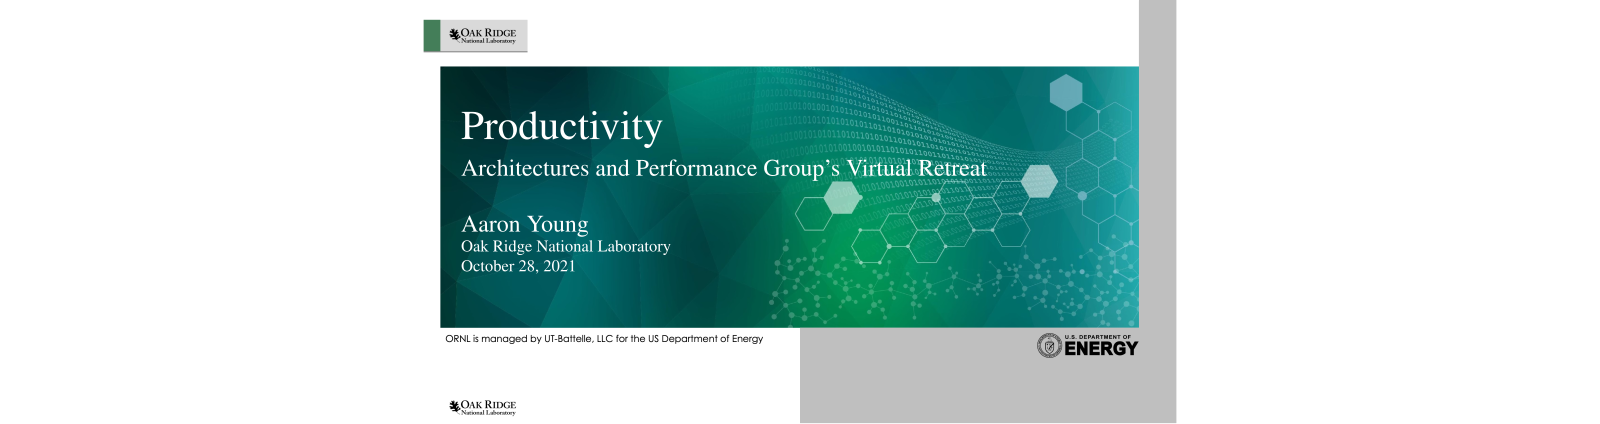 OAK RIDGE
National Laboratory
Productivity
Architectures and Performance Group's Virtual Retreat
Aaron Young
Oak Ridge National Laboratory
October 28, 2021
ORNL is managed by UT-Battelle, LLC for the US Department of Energy
U.S. DEPARTMENT OF
ENERGY
OAK RIDGE
National Laboratory